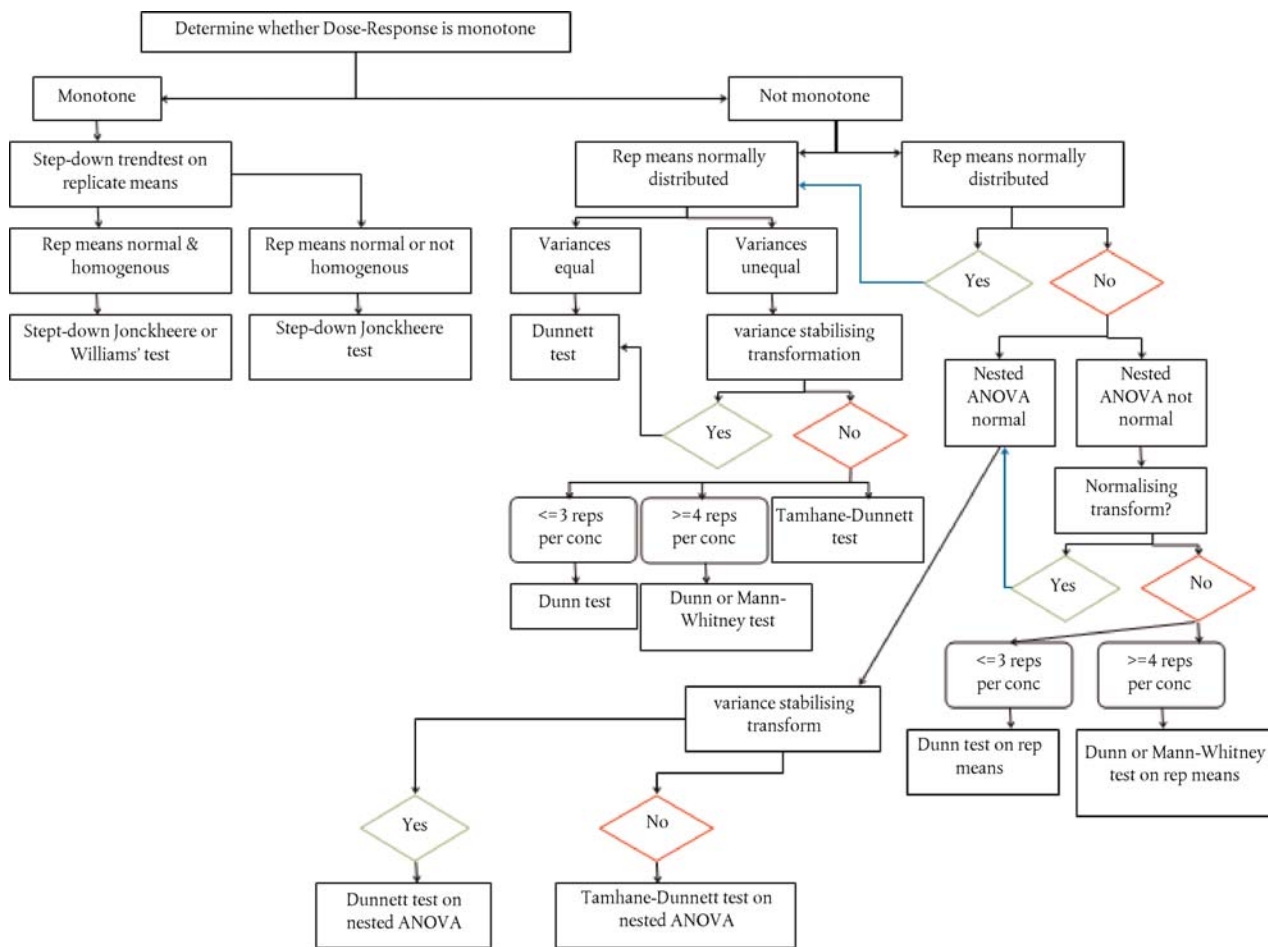 Determine whether Dose-Response is monotone
Monotone
Not monotone
Step-down trendtest on
replicate means
Rep means normally
distributed
Rep means normally
distributed
Rep means normal &
homogenous
Rep means normal or not
homogenous
Variances
equal
Variances
unequal
Yes
No
Stept-down Jonckheere or
Williams' test
Step-down Jonckheere
test
Dunnett
test
variance stabilising
transformation
Nested
ANOVA
normal
Nested
ANOVA not
normal
Yes
No
Normalising
transform?
<=3 reps
per conc
>=4 reps
per conc
Tamhane-Dunnett
test
Yes
No
Dunn test
Dunn or Mann-
Whitney test
<=3 reps
per conc
>=4 reps
per conc
variance stabilising
transform
Dunn test on rep
means
Dunn or Mann-Whitney
test on rep means
Yes
No
Dunnett test on
nested ANOVA
Tamhane-Dunnett test on
nested ANOVA